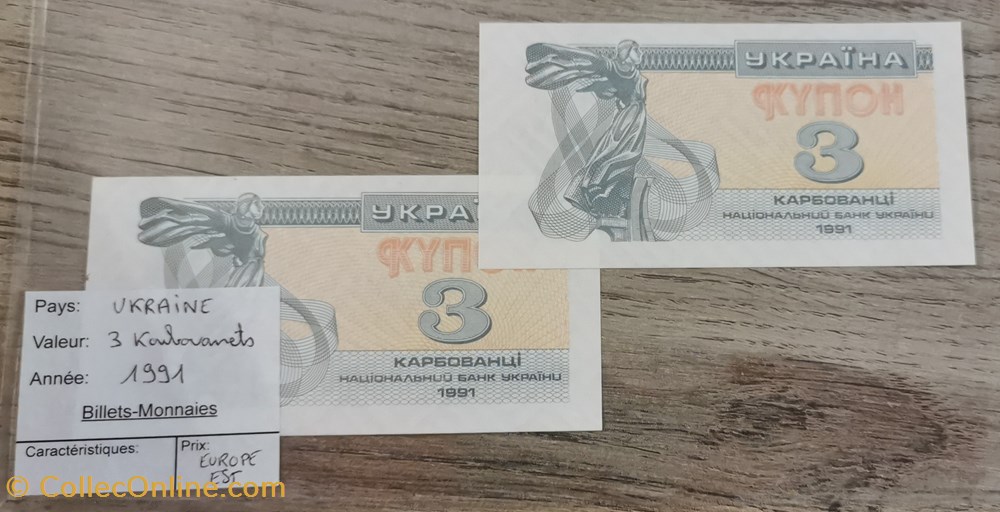 УКРАЇНА
КУПОН
3
КАРБОВАНЦІ
НАЦІОНАЛЬНИЙ БАНК УКРАЇНИ
1991
УКРАЇ
КУПОН
3
КАРБОВАНЦІ
НАЦІОНАЛЬНИЙ БАНК УКРАЇНИ
1991
Pays: UKRAINE
Valeur: 3 Karbovanets
Année: 1991
Billets-Monnaies
Caractéristiques:
Prix: EUROPE
EST
© CollecOnline.com